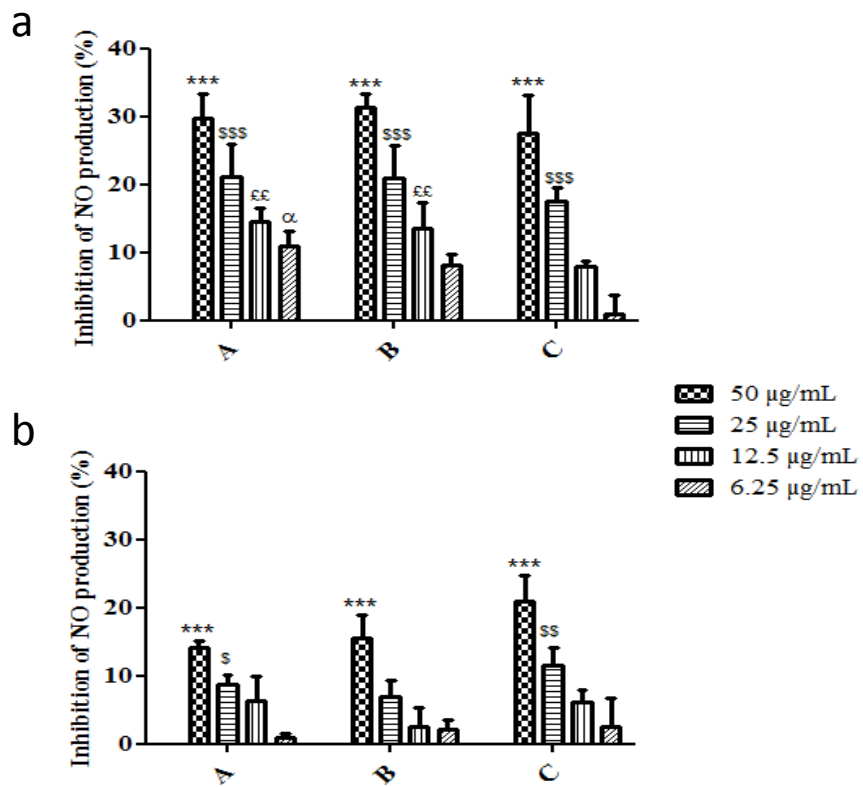 a
Inhibition of NO production (%)
40
30
20
10
0
*** $$$ ££ α
*** $$$ ££
*** $$$
A B C
50 µg/mL
25 µg/mL
12.5 µg/mL
6.25 µg/mL
b
Inhibition of NO production (%)
40
30
20
10
0
*** $
***
*** $$
A B C